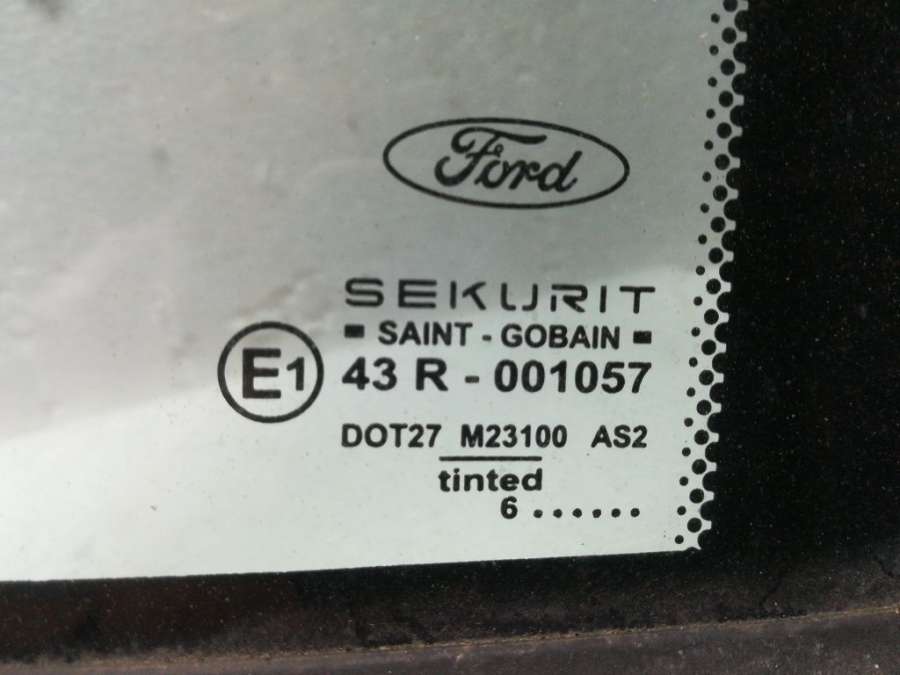 Ford
SEKURIT
SAINT - GOBAIN
E1 43 R - 001057
DOT27 M23100 AS2
tinted
6 ......